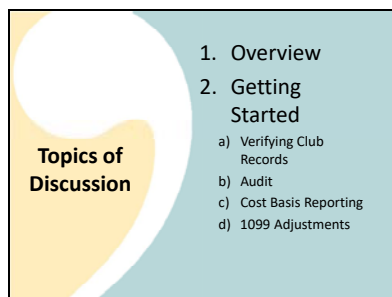 Topics of
Discussion
1. Overview
2. Getting
Started
a) Verifying Club
Records
b) Audit
c) Cost Basis Reporting
d) 1099 Adjustments